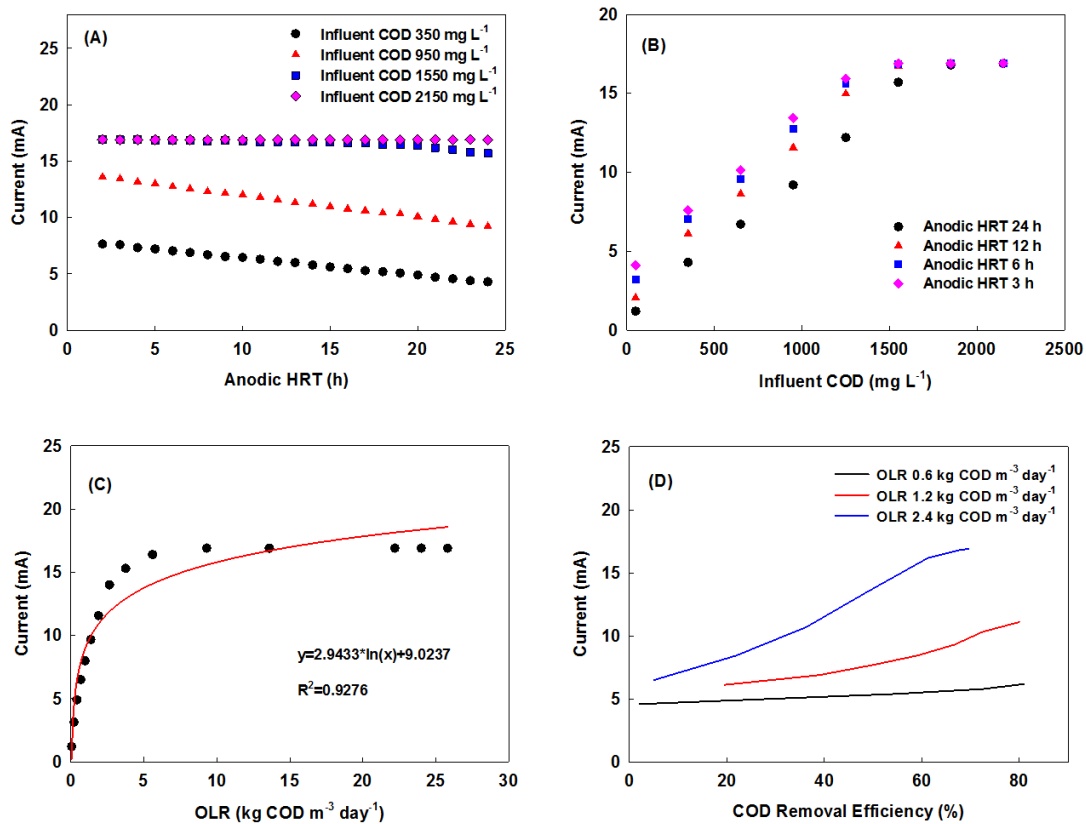 (A)
Influent COD 350 mg L⁻¹
Influent COD 950 mg L⁻¹
Influent COD 1550 mg L⁻¹
Influent COD 2150 mg L⁻¹
25
20
15
10
5
0
Current (mA)
0 5 10 15 20 25
Anodic HRT (h)
(B)
20
15
10
5
0
Current (mA)
Anodic HRT 24 h
Anodic HRT 12 h
Anodic HRT 6 h
Anodic HRT 3 h
0 500 1000 1500 2000 2500
Influent COD (mg L⁻¹)
(C)
25
20
15
10
5
0
Current (mA)
y=2.9433*ln(x)+9.0237
R²=0.9276
0 5 10 15 20 25 30
OLR (kg COD m⁻³ day⁻¹)
(D)
OLR 0.6 kg COD m⁻³ day⁻¹
OLR 1.2 kg COD m⁻³ day⁻¹
OLR 2.4 kg COD m⁻³ day⁻¹
25
20
15
10
5
0
Current (mA)
0 20 40 60 80
COD Removal Efficiency (%)